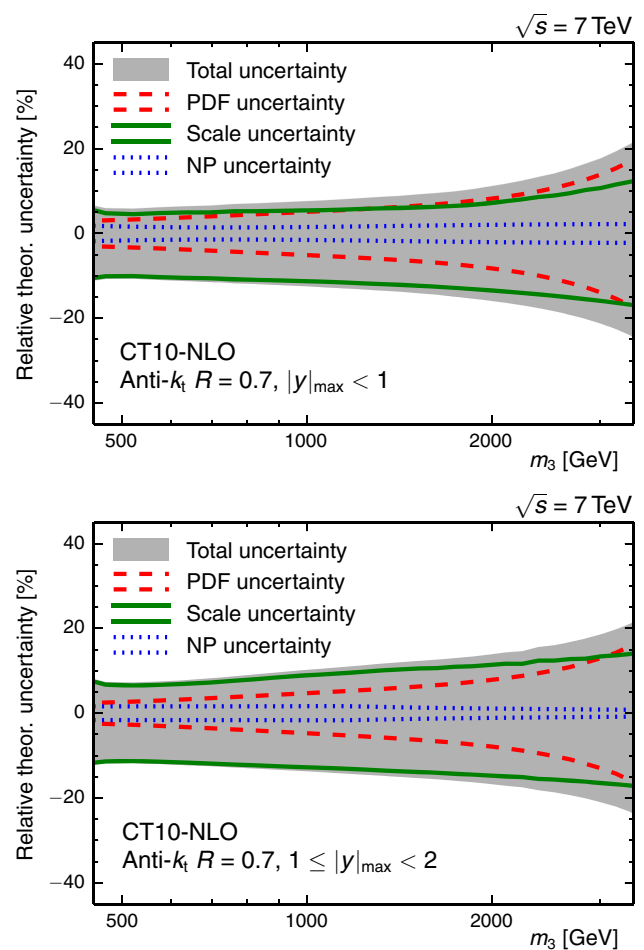 √s = 7 TeV
40
20
0
−20
−40
Relative theor. uncertainty [%]
Total uncertainty
PDF uncertainty
Scale uncertainty
NP uncertainty
CT10-NLO
Anti-kₜ R = 0.7, |y|max < 1
500 1000 2000
m₃ [GeV]
√s = 7 TeV
40
20
0
−20
−40
Relative theor. uncertainty [%]
Total uncertainty
PDF uncertainty
Scale uncertainty
NP uncertainty
CT10-NLO
Anti-kₜ R = 0.7, 1 ≤ |y|max < 2
500 1000 2000
m₃ [GeV]